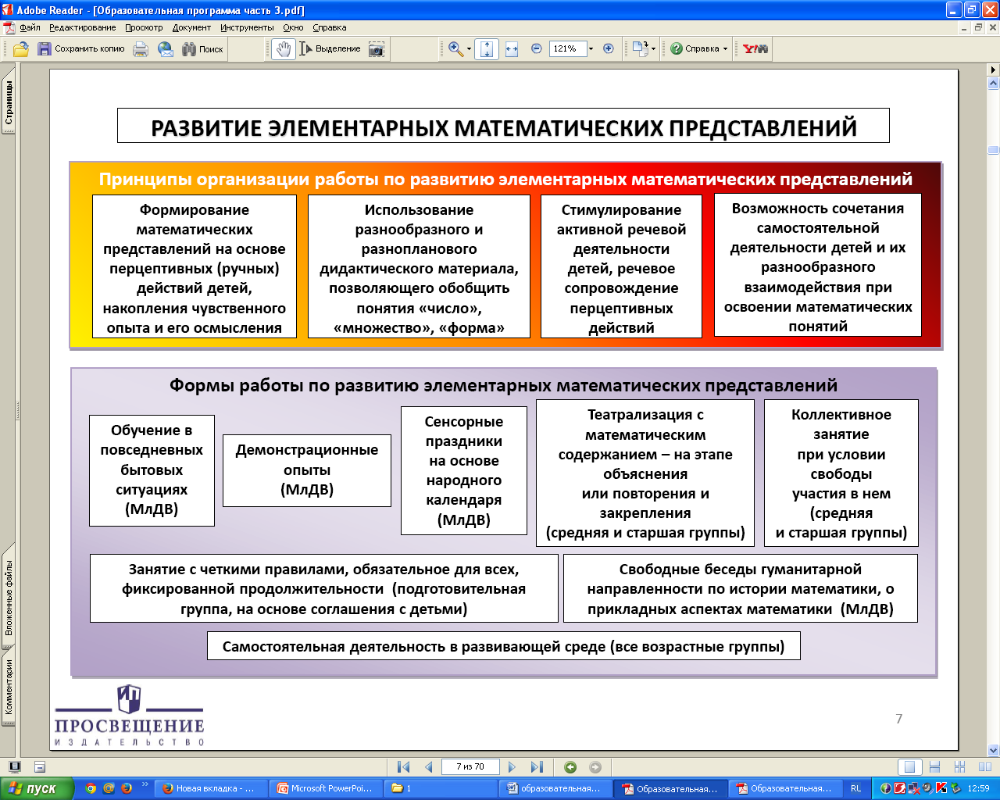 Adobe Reader - [Образовательная программа часть 3.pdf]
Файл Редактирование Просмотр Документ Инструменты Окно Справка
Сохранить копию Поиск Выделение 121% Справка Y!
Страницы
Вложенные файлы
Комментарии
РАЗВИТИЕ ЭЛЕМЕНТАРНЫХ МАТЕМАТИЧЕСКИХ ПРЕДСТАВЛЕНИЙ
Принципы организации работы по развитию элементарных математических представлений
Формирование
математических
представлений на основе
перцептивных (ручных)
действий детей,
накопления чувственного
опыта и его осмысления
Использование
разнообразного и
разнопланового
дидактического материала,
позволяющего обобщить
понятия «число»,
«множество», «форма»
Стимулирование
активной речевой
деятельности
детей, речевое
сопровождение
перцептивных
действий
Возможность сочетания
самостоятельной
деятельности детей и их
разнообразного
взаимодействия при
освоении математических
понятий
Формы работы по развитию элементарных математических представлений
Обучение в
повседневных
бытовых
ситуациях
(МлДВ)
Демонстрационные
опыты
(МлДВ)
Сенсорные
праздники
на основе
народного
календаря
(МлДВ)
Театрализация с
математическим
содержанием – на этапе
объяснения
или повторения и
закрепления
(средняя и старшая группы)
Коллективное
занятие
при условии
свободы
участия в нем
(средняя
и старшая группы)
Занятие с четкими правилами, обязательное для всех,
фиксированной продолжительности (подготовительная
группа, на основе соглашения с детьми)
Свободные беседы гуманитарной
направленности по истории математики, о
прикладных аспектах математики (МлДВ)
Самостоятельная деятельность в развивающей среде (все возрастные группы)
ПРОСВЕЩЕНИЕ
ИЗДАТЕЛЬСТВО
7
7 из 70
пуск Новая вкладка - ... Microsoft PowerPoi... 1 образовательная... Образовательная... Образовательная... RL 12:59